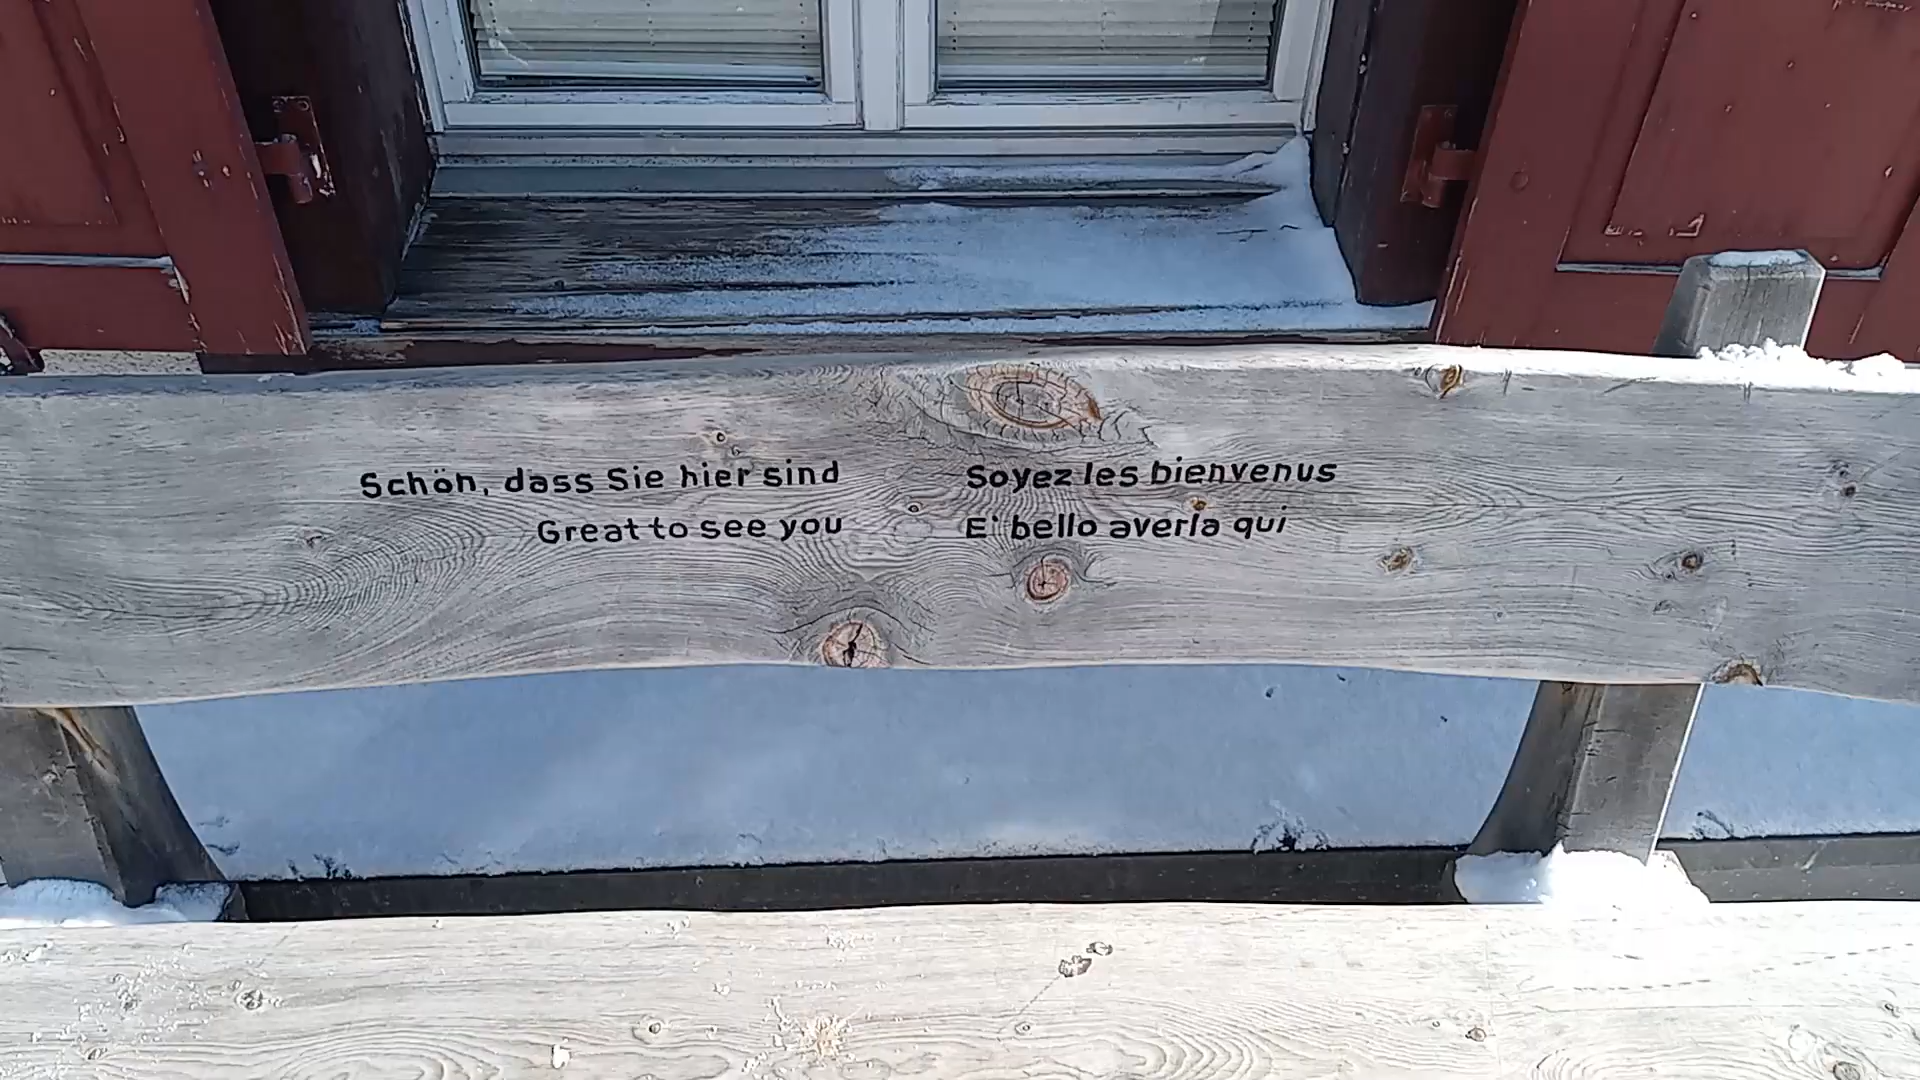 Schön, dass Sie hier sind
Great to see you
Soyez les bienvenus
E' bello averla qui